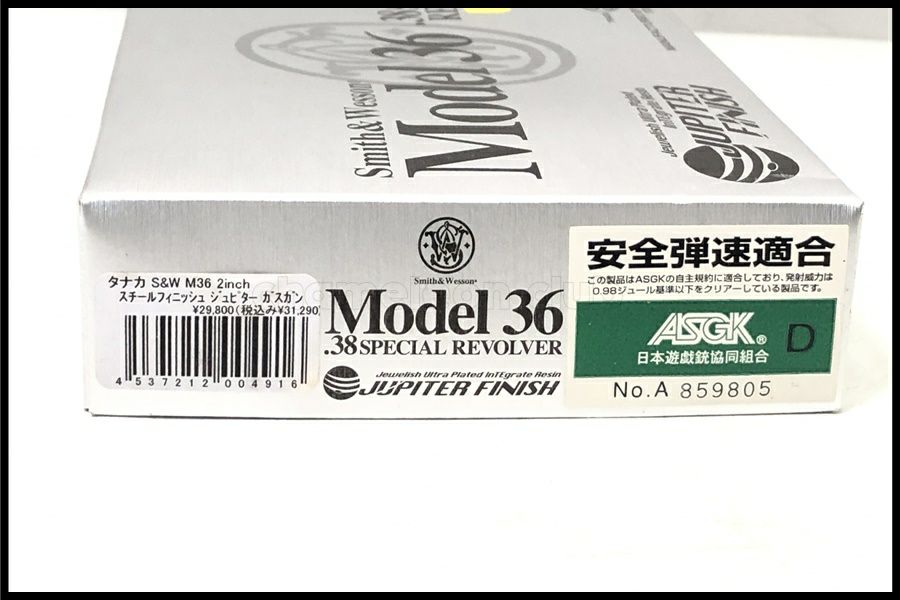 Smith&Wesson
Model 36
.38
Jewelish Ultra Plated
InTEgrate Resin
JUPITER
FINISH
タナカ S&W M36 2inch
スチールフィニッシュ ジュピター ガスガン
¥29,800(税込み¥31,290)
4 537212 004916
Smith&Wesson
Model 36
.38 SPECIAL REVOLVER
Jewelish Ultra Plated InTEgrate Resin
JUPITER FINISH
安全弾速適合
この製品はASGKの自主規約に適合しており、発射威力は
0.98ジュール基準以下をクリアーしている製品です。
ASGK®
日本遊戯銃協同組合
D
No.A 859805